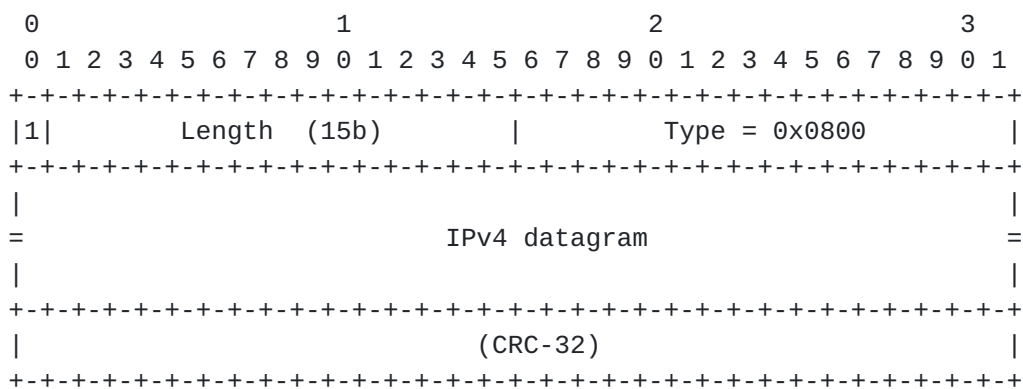 0                   1                   2                   3
 0 1 2 3 4 5 6 7 8 9 0 1 2 3 4 5 6 7 8 9 0 1 2 3 4 5 6 7 8 9 0 1
+-+-+-+-+-+-+-+-+-+-+-+-+-+-+-+-+-+-+-+-+-+-+-+-+-+-+-+-+-+-+-+-+
|1|        Length  (15b)        |         Type = 0x0800         |
+-+-+-+-+-+-+-+-+-+-+-+-+-+-+-+-+-+-+-+-+-+-+-+-+-+-+-+-+-+-+-+-+
|                                                               |
=                           IPv4 datagram                       =
|                                                               |
+-+-+-+-+-+-+-+-+-+-+-+-+-+-+-+-+-+-+-+-+-+-+-+-+-+-+-+-+-+-+-+-+
|                             (CRC-32)                          |
+-+-+-+-+-+-+-+-+-+-+-+-+-+-+-+-+-+-+-+-+-+-+-+-+-+-+-+-+-+-+-+-+